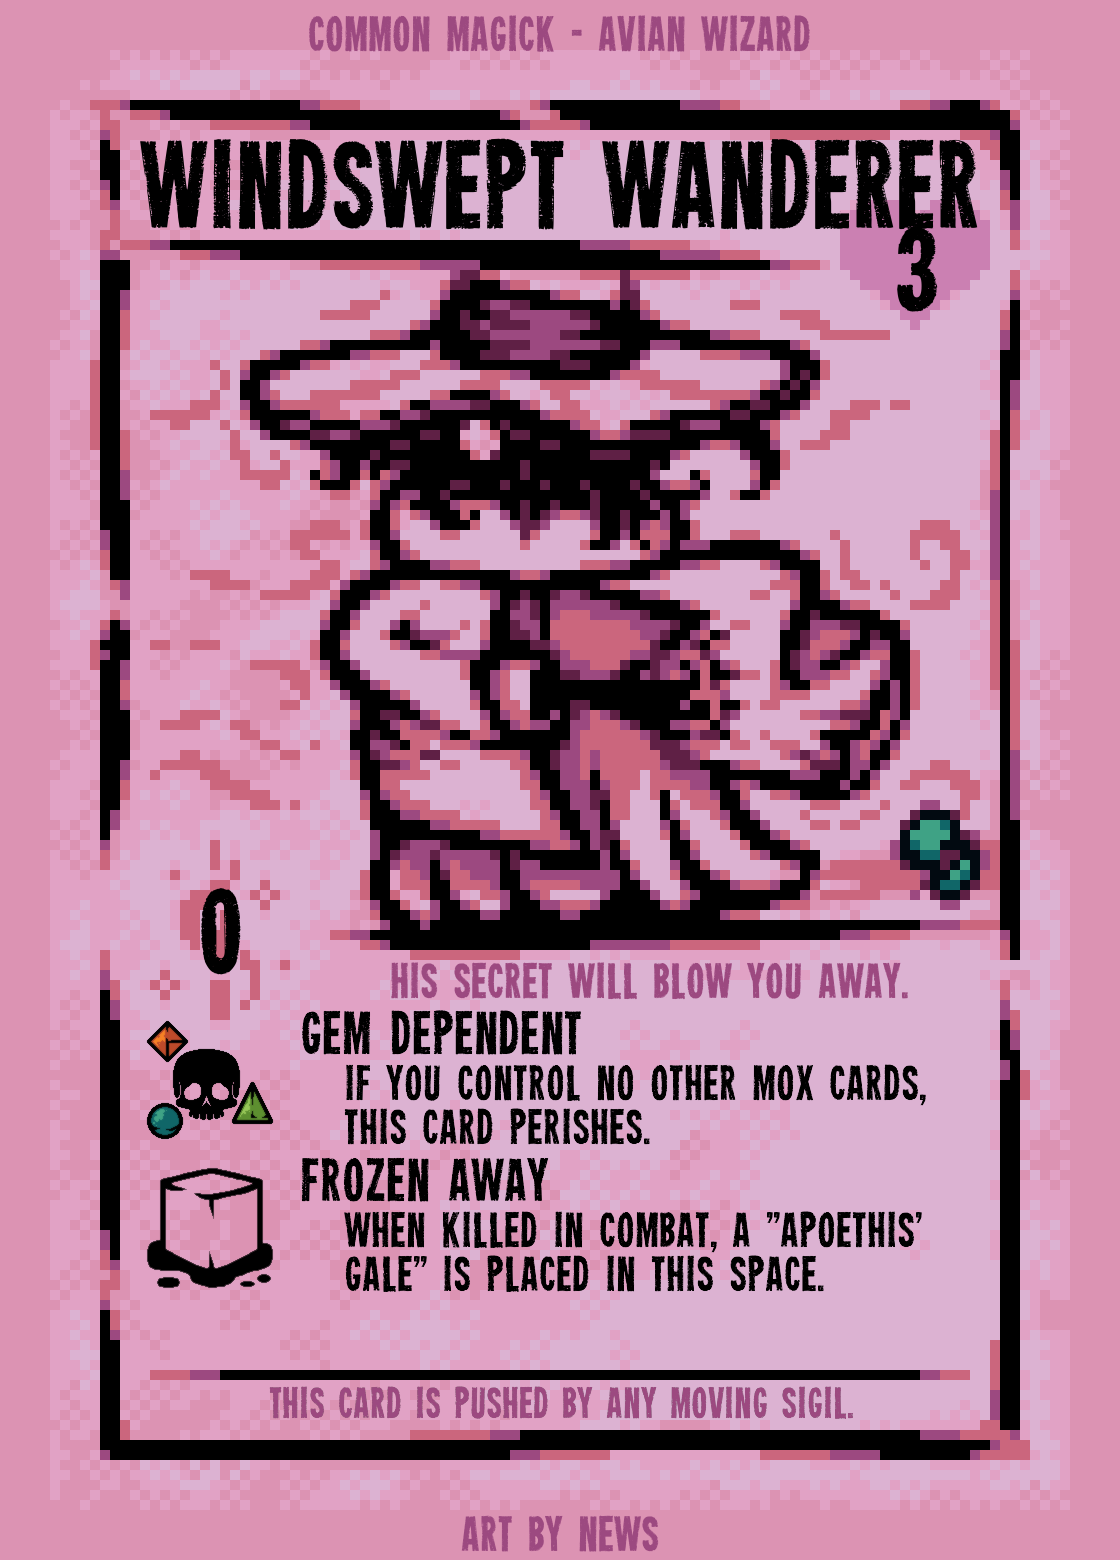 COMMON MAGICK - AVIAN WIZARD
WINDSWEPT WANDERER
3
0
HIS SECRET WILL BLOW YOU AWAY.
GEM DEPENDENT
IF YOU CONTROL NO OTHER MOX CARDS,
THIS CARD PERISHES.
FROZEN AWAY
WHEN KILLED IN COMBAT, A "APOETHIS'
GALE" IS PLACED IN THIS SPACE.
THIS CARD IS PUSHED BY ANY MOVING SIGIL.
ART BY NEWS